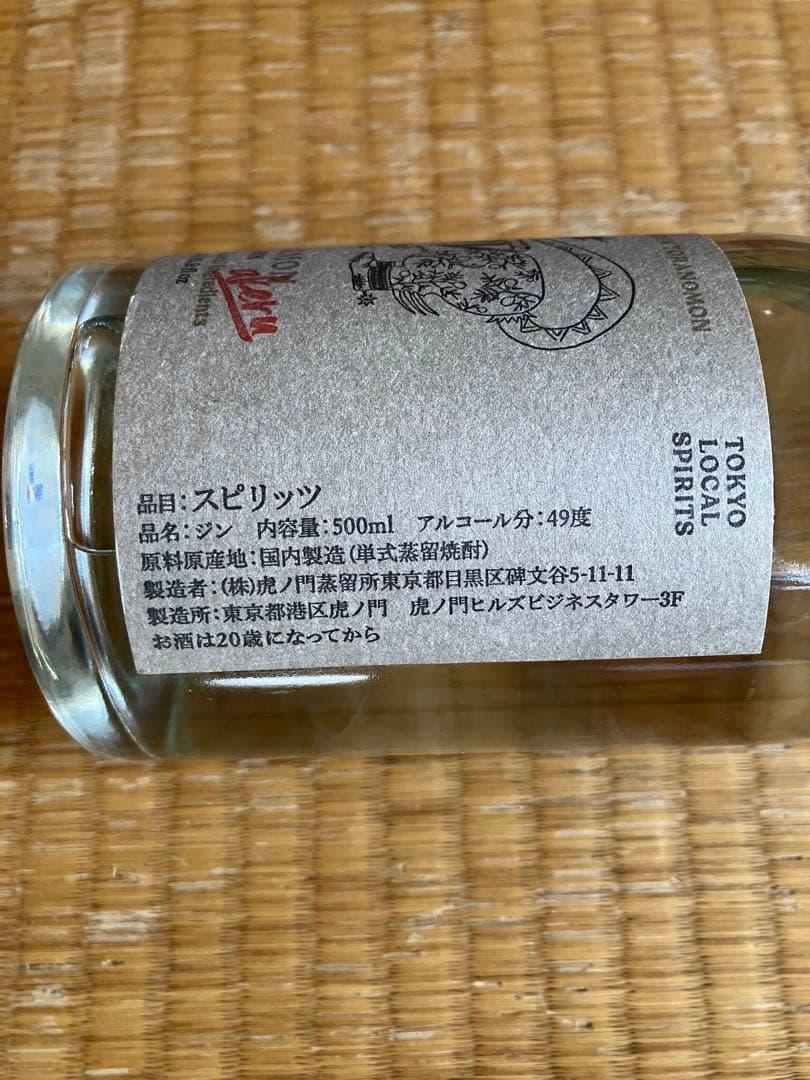 TORANOMON
TOKYO
LOCAL
SPIRITS
品目:スピリッツ
品名:ジン 内容量:500ml アルコール分:49度
原料原産地:国内製造(単式蒸留焼酎)
製造者:(株)虎ノ門蒸留所東京都目黒区碑文谷5-11-11
製造所:東京都港区虎ノ門 虎ノ門ヒルズビジネスタワー3F
お酒は20歳になってから